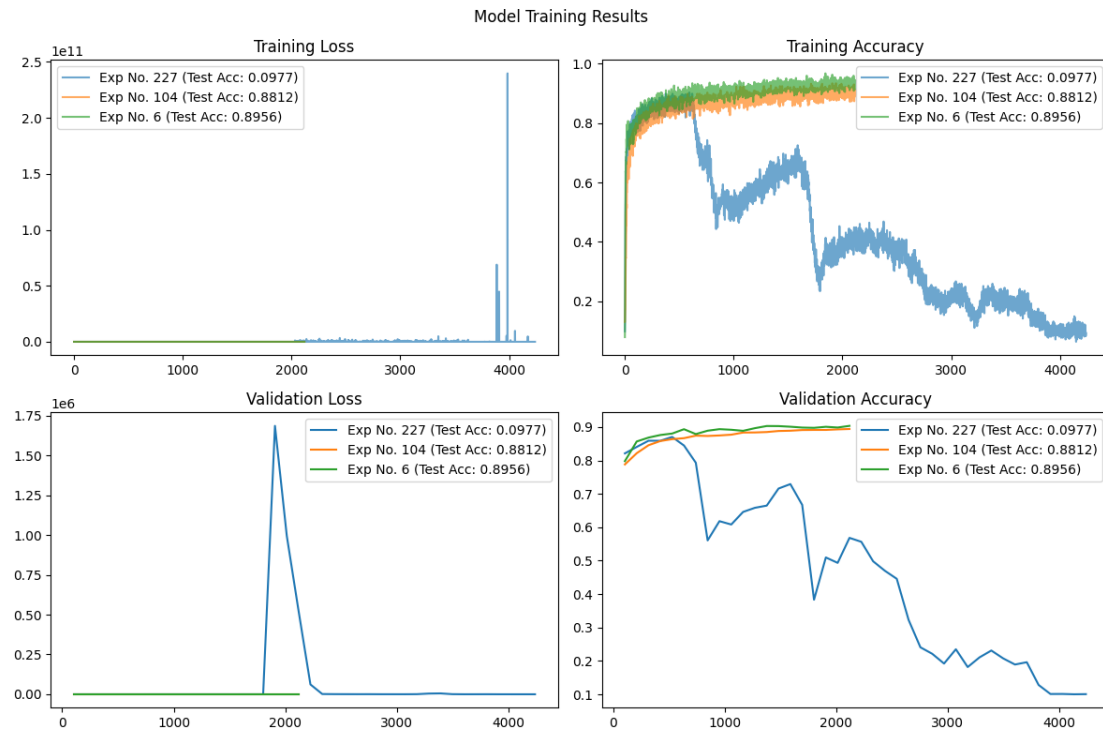 Model Training Results
Training Loss
1e11
2.5
2.0
1.5
1.0
0.5
0.0
0 1000 2000 3000 4000
Exp No. 227 (Test Acc: 0.0977)
Exp No. 104 (Test Acc: 0.8812)
Exp No. 6 (Test Acc: 0.8956)
Training Accuracy
1.0
0.8
0.6
0.4
0.2
0 1000 2000 3000 4000
Exp No. 227 (Test Acc: 0.0977)
Exp No. 104 (Test Acc: 0.8812)
Exp No. 6 (Test Acc: 0.8956)
Validation Loss
1e6
1.75
1.50
1.25
1.00
0.75
0.50
0.25
0.00
0 1000 2000 3000 4000
Exp No. 227 (Test Acc: 0.0977)
Exp No. 104 (Test Acc: 0.8812)
Exp No. 6 (Test Acc: 0.8956)
Validation Accuracy
0.9
0.8
0.7
0.6
0.5
0.4
0.3
0.2
0.1
0 1000 2000 3000 4000
Exp No. 227 (Test Acc: 0.0977)
Exp No. 104 (Test Acc: 0.8812)
Exp No. 6 (Test Acc: 0.8956)